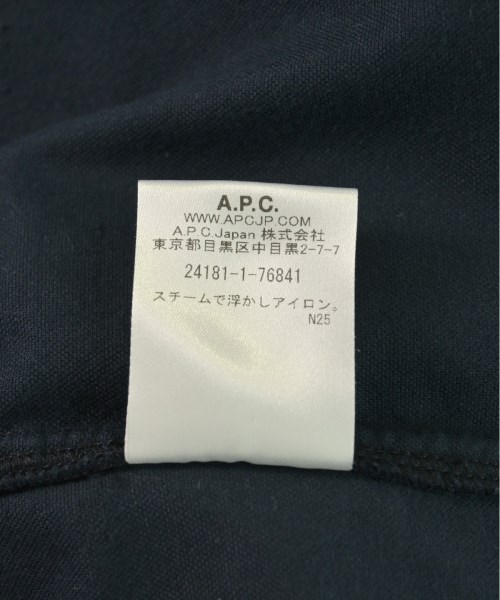 A.P.C.
WWW.APCJP.COM
A.P.C.Japan 株式会社
東京都目黒区中目黒2-7-7
24181-1-76841
スチームで浮かしアイロン。
N25